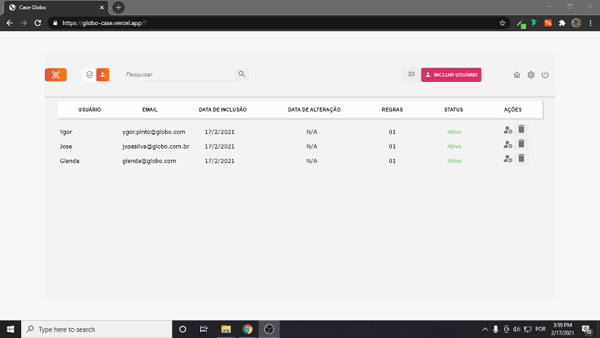 Case Globo
https://globo-case.vercel.app/?
Pesquisar
INCLUIR USUÁRIO
USUÁRIO EMAIL DATA DE INCLUSÃO DATA DE ALTERAÇÃO REGRAS STATUS AÇÕES
Ygor ygor.pinto@globo.com 17/2/2021 N/A 01 Ativo
Jose josesilva@globo.com.br 17/2/2021 N/A 01 Ativo
Glenda glenda@globo.com 17/2/2021 N/A 01 Ativo
Type here to search
POR
3:59 PM
2/17/2021